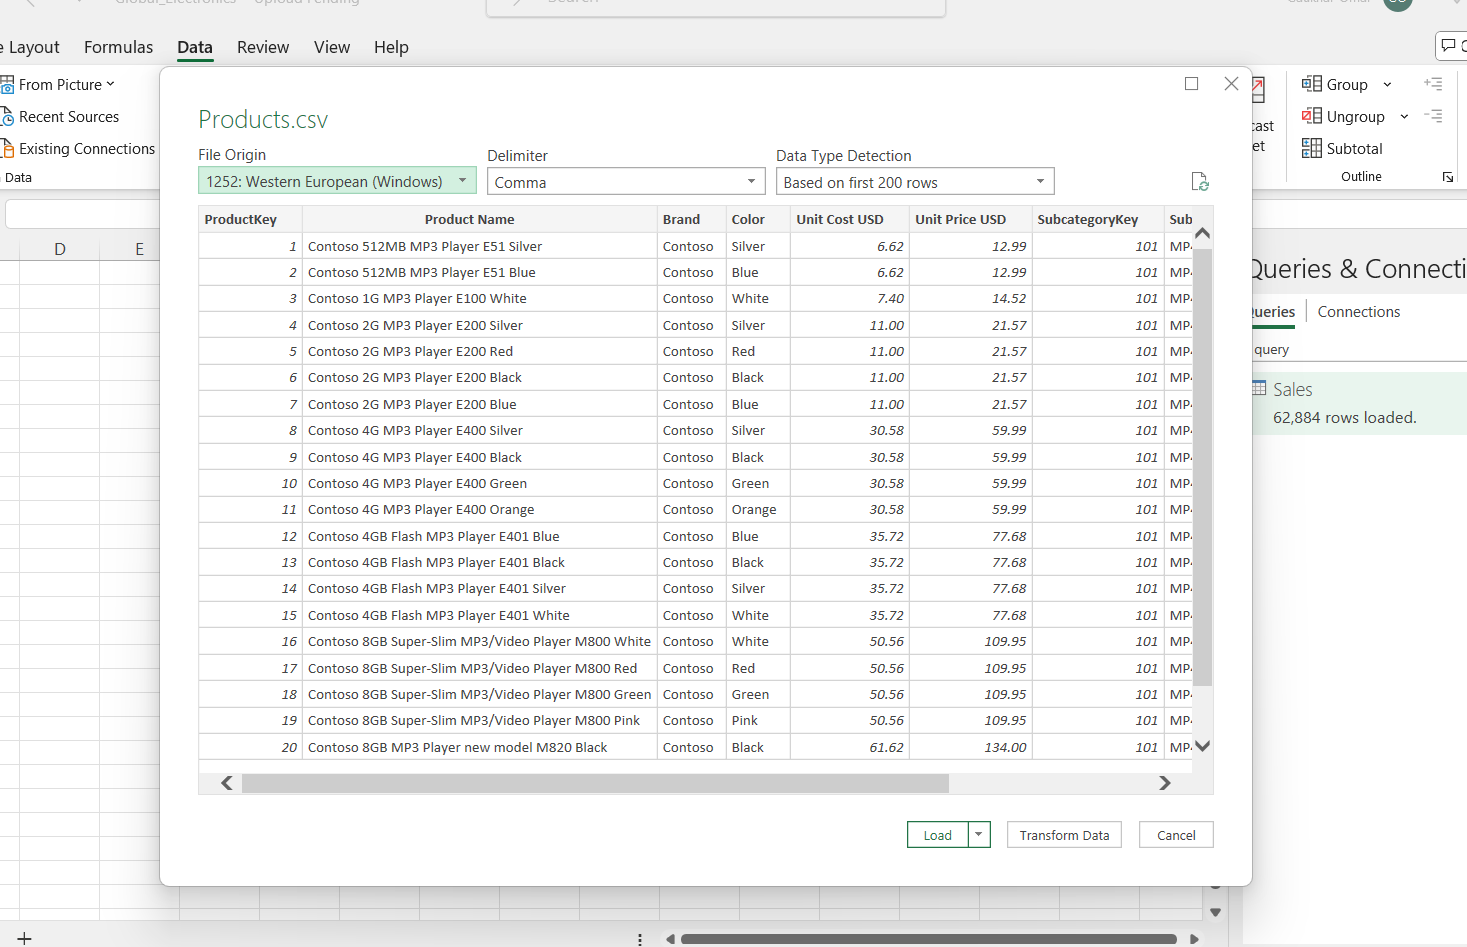 Global_Electronics - Upload Pending
Search
Layout Formulas Data Review View Help
From Picture
Recent Sources
Existing Connections
Data
Group
Ungroup
Subtotal
Outline
D E
Products.csv
File Origin Delimiter Data Type Detection
1252: Western European (Windows) Comma Based on first 200 rows
ProductKey Product Name Brand Color Unit Cost USD Unit Price USD SubcategoryKey Sub
1 Contoso 512MB MP3 Player E51 Silver Contoso Silver 6.62 12.99 101 MP
2 Contoso 512MB MP3 Player E51 Blue Contoso Blue 6.62 12.99 101 MP
3 Contoso 1G MP3 Player E100 White Contoso White 7.40 14.52 101 MP
4 Contoso 2G MP3 Player E200 Silver Contoso Silver 11.00 21.57 101 MP
5 Contoso 2G MP3 Player E200 Red Contoso Red 11.00 21.57 101 MP
6 Contoso 2G MP3 Player E200 Black Contoso Black 11.00 21.57 101 MP
7 Contoso 2G MP3 Player E200 Blue Contoso Blue 11.00 21.57 101 MP
8 Contoso 4G MP3 Player E400 Silver Contoso Silver 30.58 59.99 101 MP
9 Contoso 4G MP3 Player E400 Black Contoso Black 30.58 59.99 101 MP
10 Contoso 4G MP3 Player E400 Green Contoso Green 30.58 59.99 101 MP
11 Contoso 4G MP3 Player E400 Orange Contoso Orange 30.58 59.99 101 MP
12 Contoso 4GB Flash MP3 Player E401 Blue Contoso Blue 35.72 77.68 101 MP
13 Contoso 4GB Flash MP3 Player E401 Black Contoso Black 35.72 77.68 101 MP
14 Contoso 4GB Flash MP3 Player E401 Silver Contoso Silver 35.72 77.68 101 MP
15 Contoso 4GB Flash MP3 Player E401 White Contoso White 35.72 77.68 101 MP
16 Contoso 8GB Super-Slim MP3/Video Player M800 White Contoso White 50.56 109.95 101 MP
17 Contoso 8GB Super-Slim MP3/Video Player M800 Red Contoso Red 50.56 109.95 101 MP
18 Contoso 8GB Super-Slim MP3/Video Player M800 Green Contoso Green 50.56 109.95 101 MP
19 Contoso 8GB Super-Slim MP3/Video Player M800 Pink Contoso Pink 50.56 109.95 101 MP
20 Contoso 8GB MP3 Player new model M820 Black Contoso Black 61.62 134.00 101 MP
Load Transform Data Cancel
Queries & Connecti
ueries Connections
query
Sales
62,884 rows loaded.